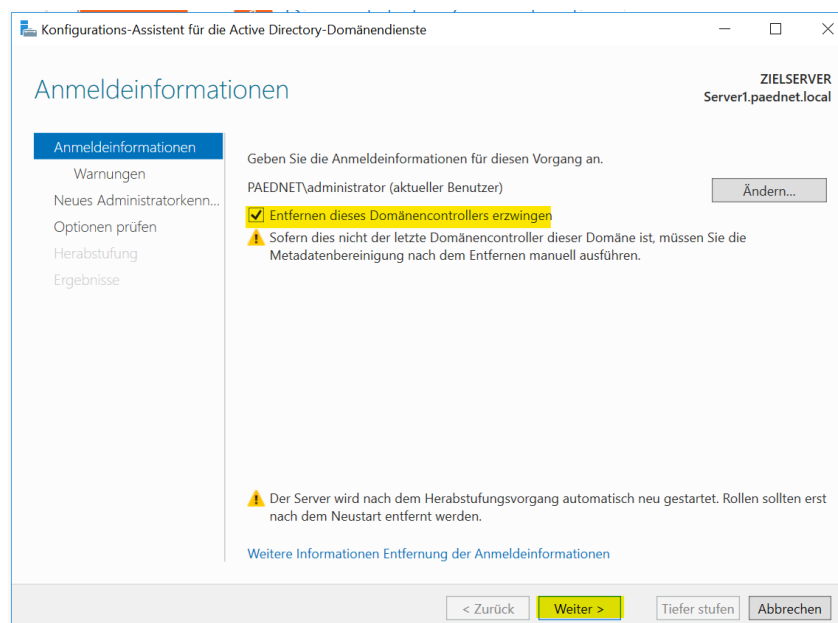 Konfigurations-Assistent für die Active Directory-Domänendienste
Anmeldeinformationen
ZIELSERVER
Server1.paednet.local
Anmeldeinformationen
Warnungen
Neues Administratorkenn...
Optionen prüfen
Herabstufung
Ergebnisse
Geben Sie die Anmeldeinformationen für diesen Vorgang an.
PAEDNET\administrator (aktueller Benutzer)
Ändern...
Entfernen dieses Domänencontrollers erzwingen
Sofern dies nicht der letzte Domänencontroller dieser Domäne ist, müssen Sie die
Metadatenbereinigung nach dem Entfernen manuell ausführen.
Der Server wird nach dem Herabstufungsvorgang automatisch neu gestartet. Rollen sollten erst
nach dem Neustart entfernt werden.
Weitere Informationen Entfernung der Anmeldeinformationen
< Zurück
Weiter >
Tiefer stufen
Abbrechen